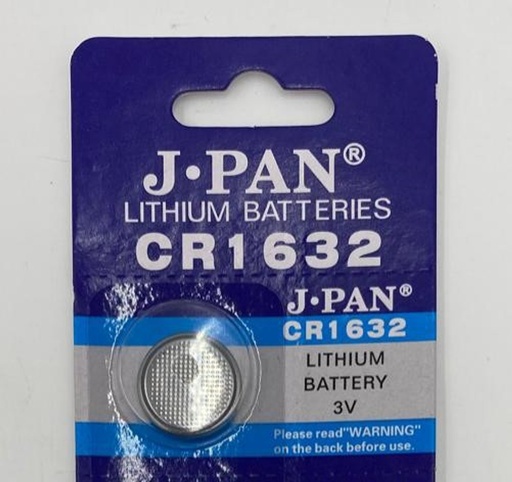 J·PAN®
LITHIUM BATTERIES
CR1632
J·PAN®
CR1632
LITHIUM
BATTERY
3V
Please read"WARNING"
on the back before use.